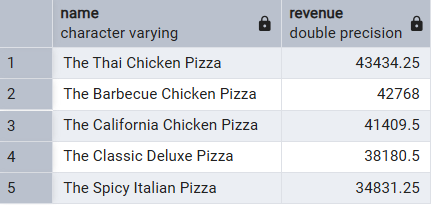 name revenue
character varying double precision
1 The Thai Chicken Pizza 43434.25
2 The Barbecue Chicken Pizza 42768
3 The California Chicken Pizza 41409.5
4 The Classic Deluxe Pizza 38180.5
5 The Spicy Italian Pizza 34831.25